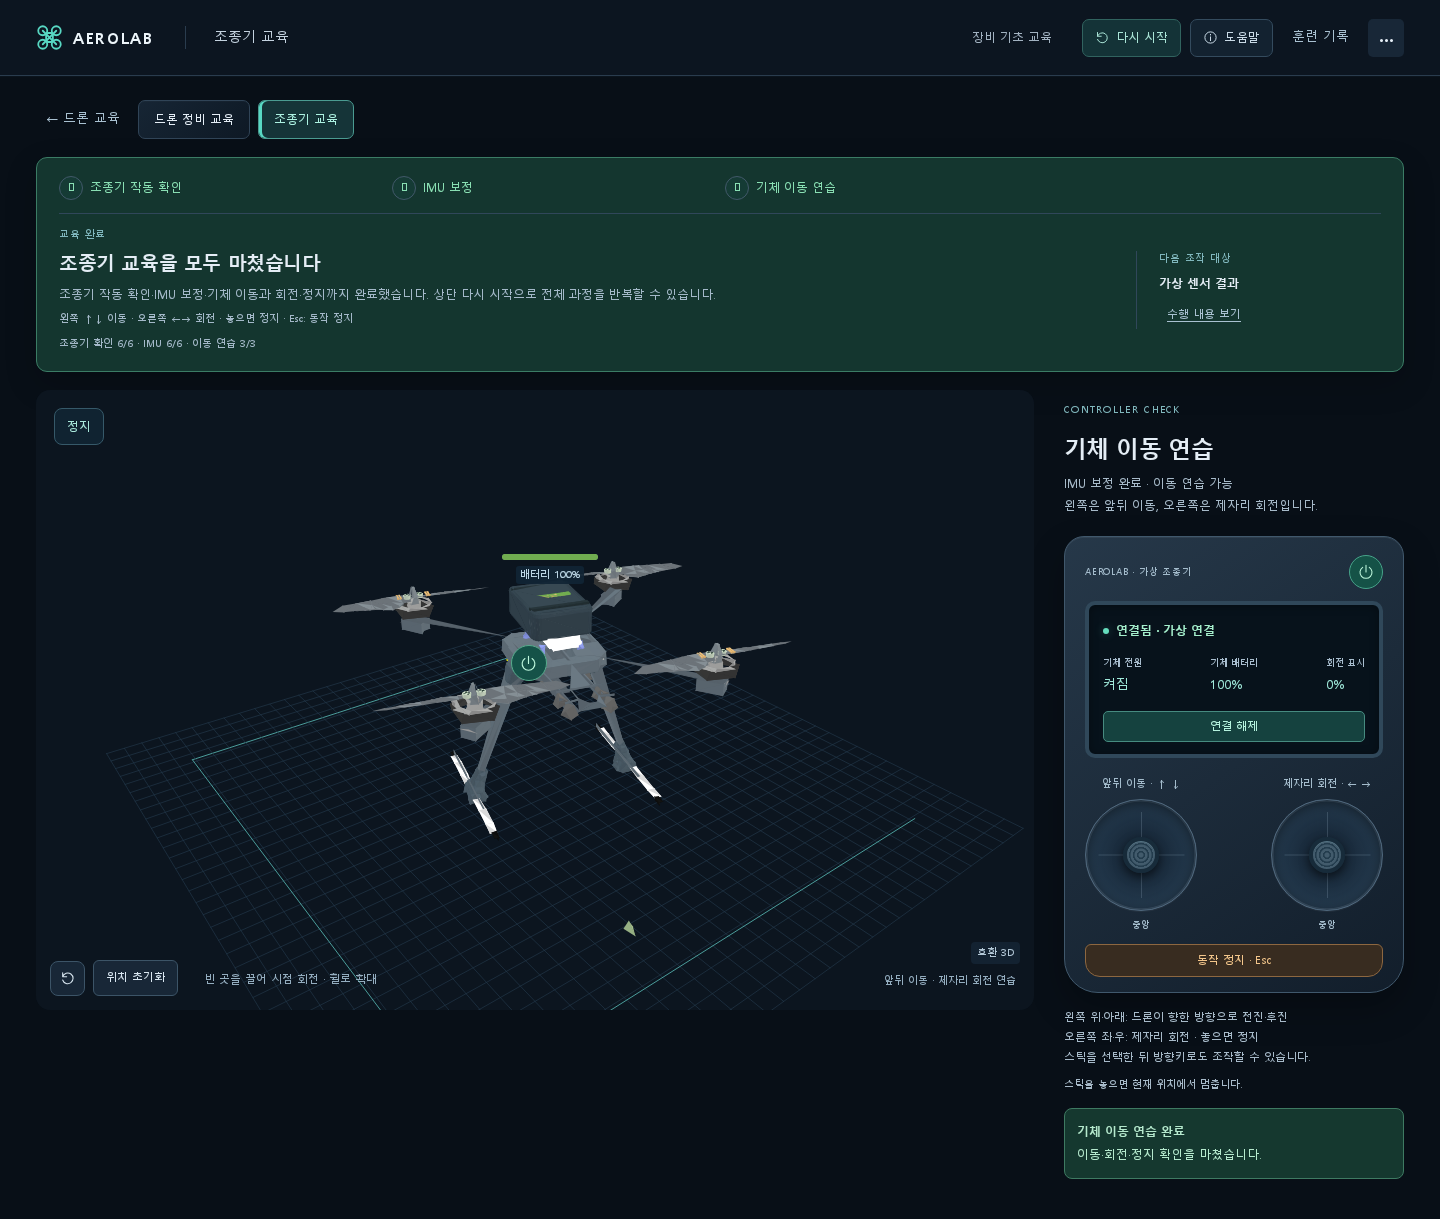 AEROLAB
조종기 교육
장비 기초 교육
다시 시작
도움말
훈련 기록
...
← 드론 교육
드론 정비 교육
조종기 교육
조종기 작동 확인
IMU 보정
기체 이동 연습
교육 완료
조종기 교육을 모두 마쳤습니다
조종기 작동 확인·IMU 보정·기체 이동과 회전·정지까지 완료했습니다. 상단 다시 시작으로 전체 과정을 반복할 수 있습니다.
왼쪽 ↑↓ 이동 · 오른쪽 ←→ 회전 · 놓으면 정지 · Esc: 동작 정지
조종기 확인 6/6 · IMU 6/6 · 이동 연습 3/3
다음 조작 대상
가상 센서 결과
수행 내용 보기
정지
배터리 100%
위치 초기화
빈 곳을 끌어 시점 회전 · 휠로 확대
호환 3D
앞뒤 이동 · 제자리 회전 연습
CONTROLLER CHECK
기체 이동 연습
IMU 보정 완료 · 이동 연습 가능
왼쪽은 앞뒤 이동, 오른쪽은 제자리 회전입니다.
AEROLAB · 가상 조종기
연결됨 · 가상 연결
기체 전원
기체 배터리
회전 표시
켜짐
100%
0%
연결 해제
앞뒤 이동 · ↑ ↓
제자리 회전 · ← →
중앙
중앙
동작 정지 · Esc
왼쪽 위·아래: 드론이 향한 방향으로 전진·후진
오른쪽 좌·우: 제자리 회전 · 놓으면 정지
스틱을 선택한 뒤 방향키로도 조작할 수 있습니다.
스틱을 놓으면 현재 위치에서 멈춥니다.
기체 이동 연습 완료
이동·회전·정지 확인을 마쳤습니다.